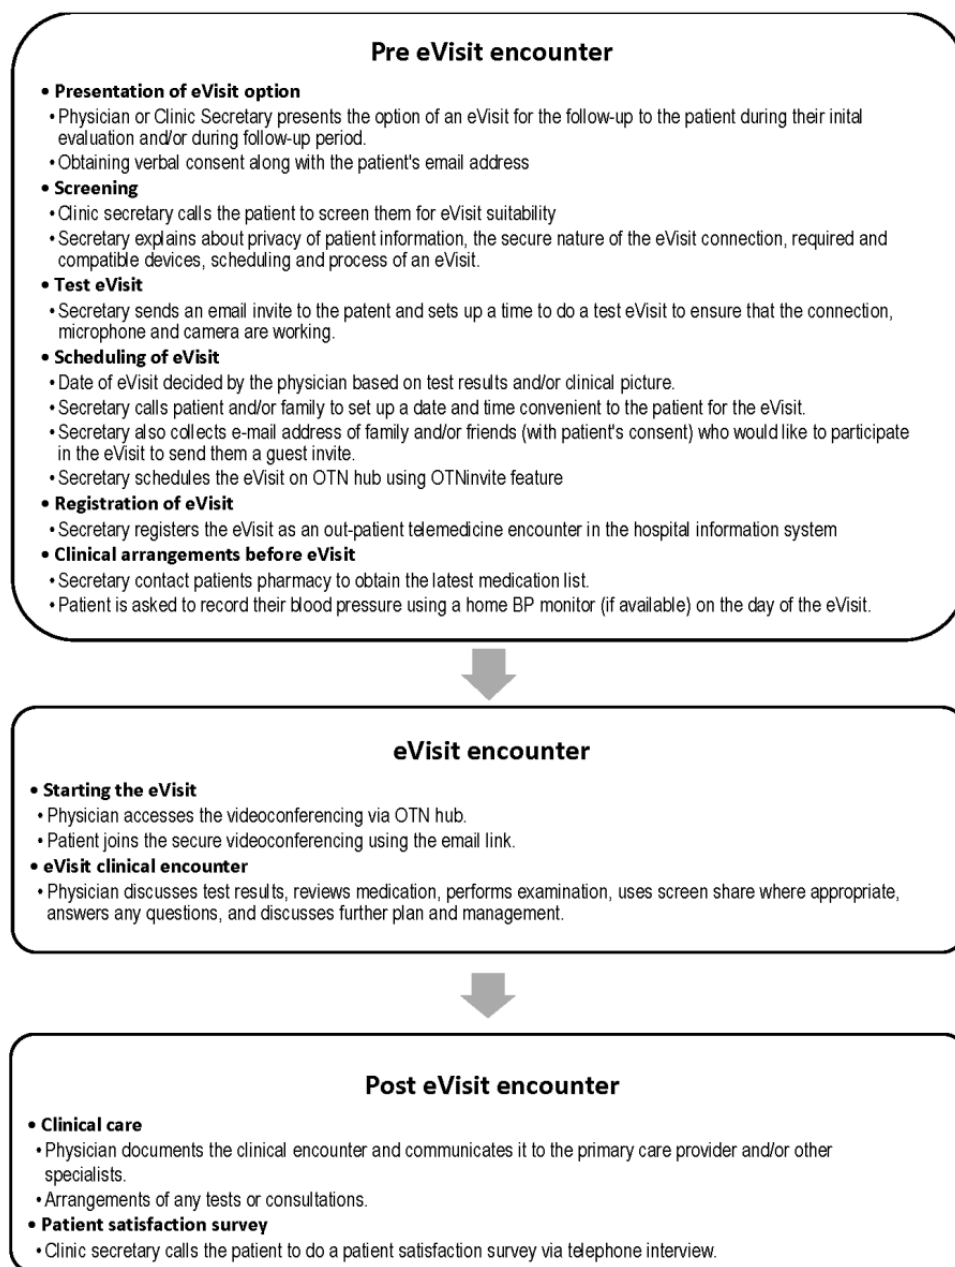 Pre eVisit encounter
• Presentation of eVisit option
• Physician or Clinic Secretary presents the option of an eVisit for the follow-up to the patient during their inital
evaluation and/or during follow-up period.
• Obtaining verbal consent along with the patient's email address
• Screening
• Clinic secretary calls the patient to screen them for eVisit suitability
• Secretary explains about privacy of patient information, the secure nature of the eVisit connection, required and
compatible devices, scheduling and process of an eVisit.
• Test eVisit
• Secretary sends an email invite to the patent and sets up a time to do a test eVisit to ensure that the connection,
microphone and camera are working.
• Scheduling of eVisit
• Date of eVisit decided by the physician based on test results and/or clinical picture.
• Secretary calls patient and/or family to set up a date and time convenient to the patient for the eVisit.
• Secretary also collects e-mail address of family and/or friends (with patient's consent) who would like to participate
in the eVisit to send them a guest invite.
• Secretary schedules the eVisit on OTN hub using OTNinvite feature
• Registration of eVisit
• Secretary registers the eVisit as an out-patient telemedicine encounter in the hospital information system
• Clinical arrangements before eVisit
• Secretary contact patients pharmacy to obtain the latest medication list.
• Patient is asked to record their blood pressure using a home BP monitor (if available) on the day of the eVisit.
eVisit encounter
• Starting the eVisit
• Physician accesses the videoconferencing via OTN hub.
• Patient joins the secure videoconferencing using the email link.
• eVisit clinical encounter
• Physician discusses test results, reviews medication, performs examination, uses screen share where appropriate,
answers any questions, and discusses further plan and management.
Post eVisit encounter
• Clinical care
• Physician documents the clinical encounter and communicates it to the primary care provider and/or other
specialists.
• Arrangements of any tests or consultations.
• Patient satisfaction survey
• Clinic secretary calls the patient to do a patient satisfaction survey via telephone interview.